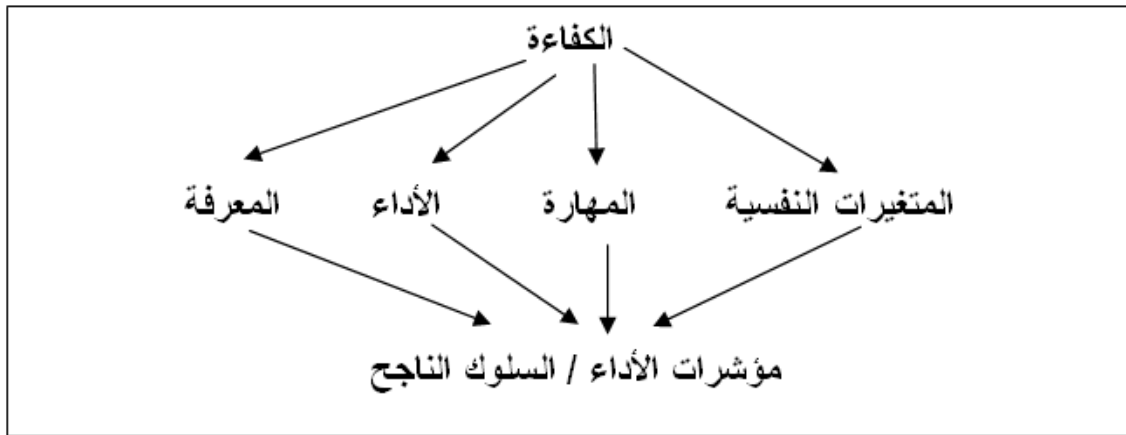 الكفاءة
المتغيرات النفسية المهارة الأداء المعرفة
مؤشرات الأداء / السلوك الناجح